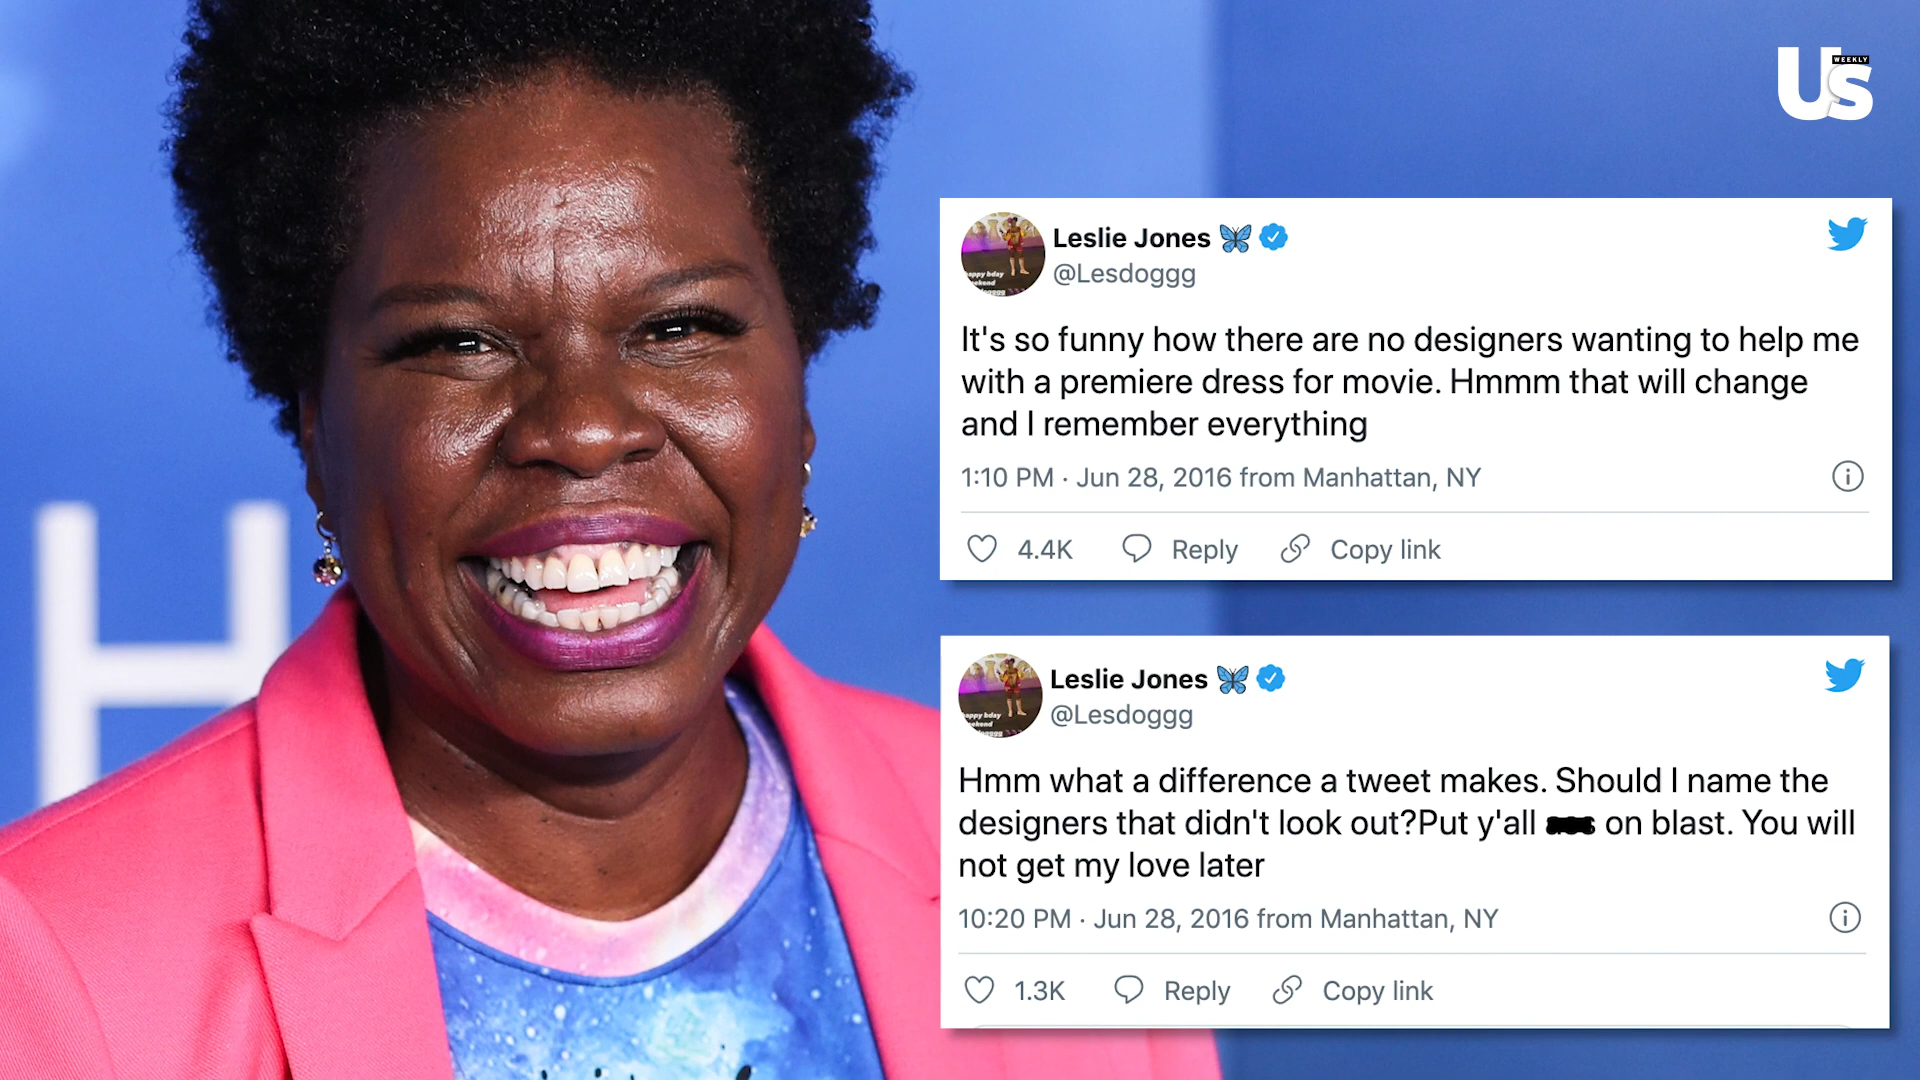 Us
WEEKLY
H
Leslie Jones 🦋
@Lesdoggg
It's so funny how there are no designers wanting to help me
with a premiere dress for movie. Hmmm that will change
and I remember everything
1:10 PM · Jun 28, 2016 from Manhattan, NY
4.4K Reply Copy link
Leslie Jones 🦋
@Lesdoggg
Hmm what a difference a tweet makes. Should I name the
designers that didn't look out?Put y'all on blast. You will
not get my love later
10:20 PM · Jun 28, 2016 from Manhattan, NY
1.3K Reply Copy link